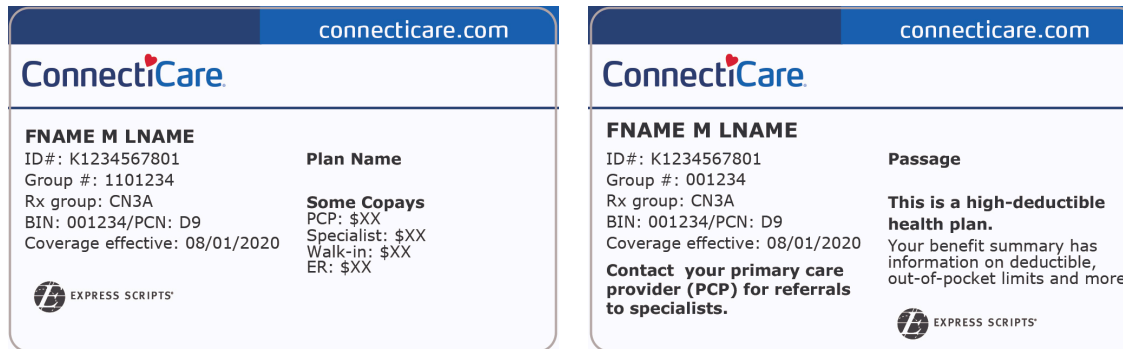 connecticare.com
ConnectiCare®
FNAME M LNAME
ID#: K1234567801
Group #: 1101234
Rx group: CN3A
BIN: 001234/PCN: D9
Coverage effective: 08/01/2020
Plan Name
Some Copays
PCP: $XX
Specialist: $XX
Walk-in: $XX
ER: $XX
EXPRESS SCRIPTS®
connecticare.com
ConnectiCare®
FNAME M LNAME
ID#: K1234567801
Group #: 001234
Rx group: CN3A
BIN: 001234/PCN: D9
Coverage effective: 08/01/2020
Contact your primary care
provider (PCP) for referrals
to specialists.
Passage
This is a high-deductible
health plan.
Your benefit summary has
information on deductible,
out-of-pocket limits and more
EXPRESS SCRIPTS®